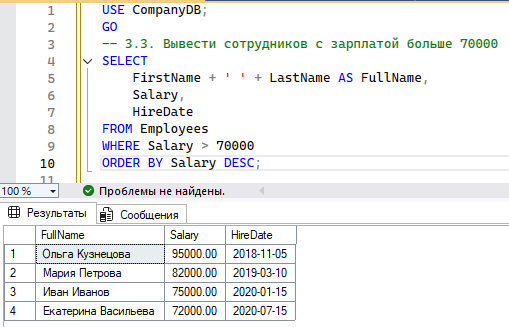 1 USE CompanyDB;
2 GO
3 -- 3.3. Вывести сотрудников с зарплатой больше 70000
4 SELECT
5 FirstName + ' ' + LastName AS FullName,
6 Salary,
7 HireDate
8 FROM Employees
9 WHERE Salary > 70000
10 ORDER BY Salary DESC;
11
100 % Проблемы не найдены.
Результаты Сообщения
FullName Salary HireDate
1 Ольга Кузнецова 95000.00 2018-11-05
2 Мария Петрова 82000.00 2019-03-10
3 Иван Иванов 75000.00 2020-01-15
4 Екатерина Васильева 72000.00 2020-07-15